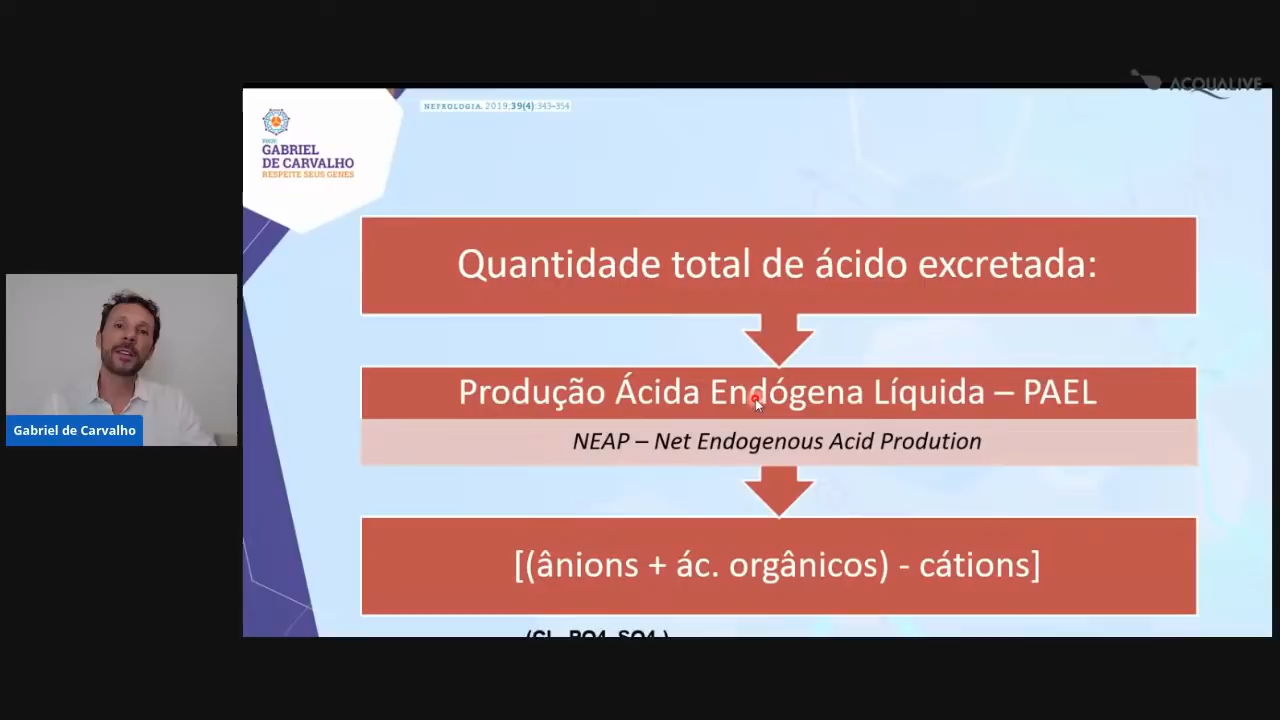 ACQUALIVE
NEFROLOGIA. 2019;39(4):343–354
PROF.
GABRIEL
DE CARVALHO
RESPEITE SEUS GENES
Quantidade total de ácido excretada:
Produção Ácida Endógena Líquida – PAEL
NEAP – Net Endogenous Acid Prodution
[(ânions + ác. orgânicos) - cátions]
Gabriel de Carvalho